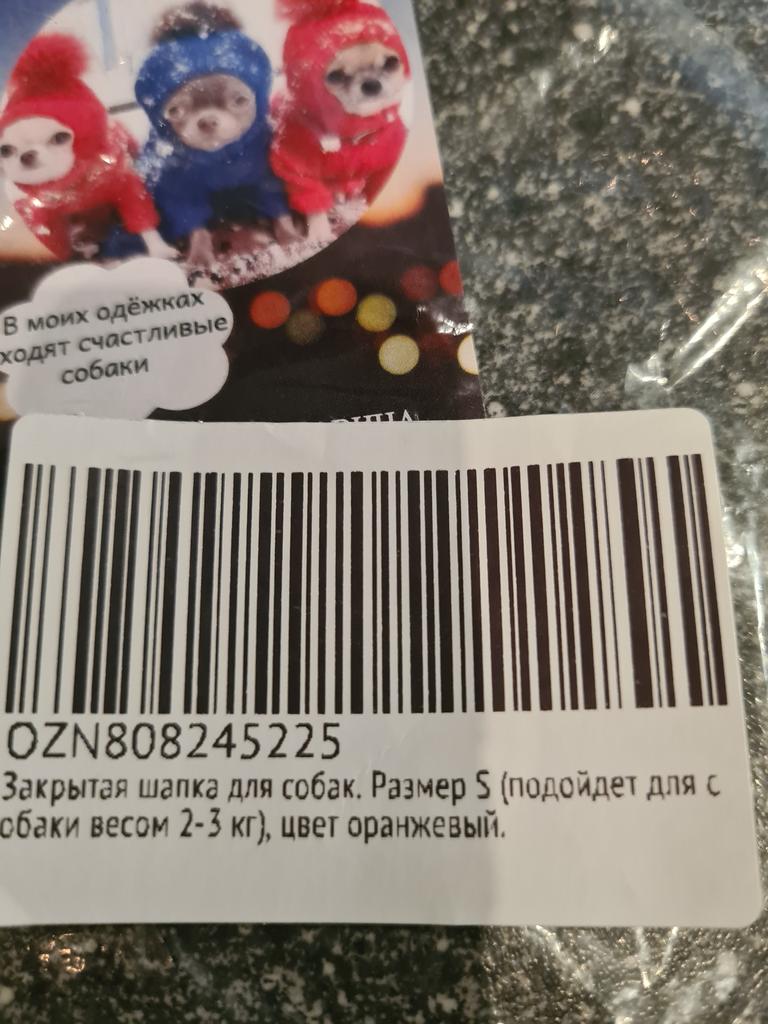 В моих одёжках
ходят счастливые
собаки
OZN808245225
Закрытая шапка для собак. Размер S (подойдет для с
обаки весом 2-3 кг), цвет оранжевый.